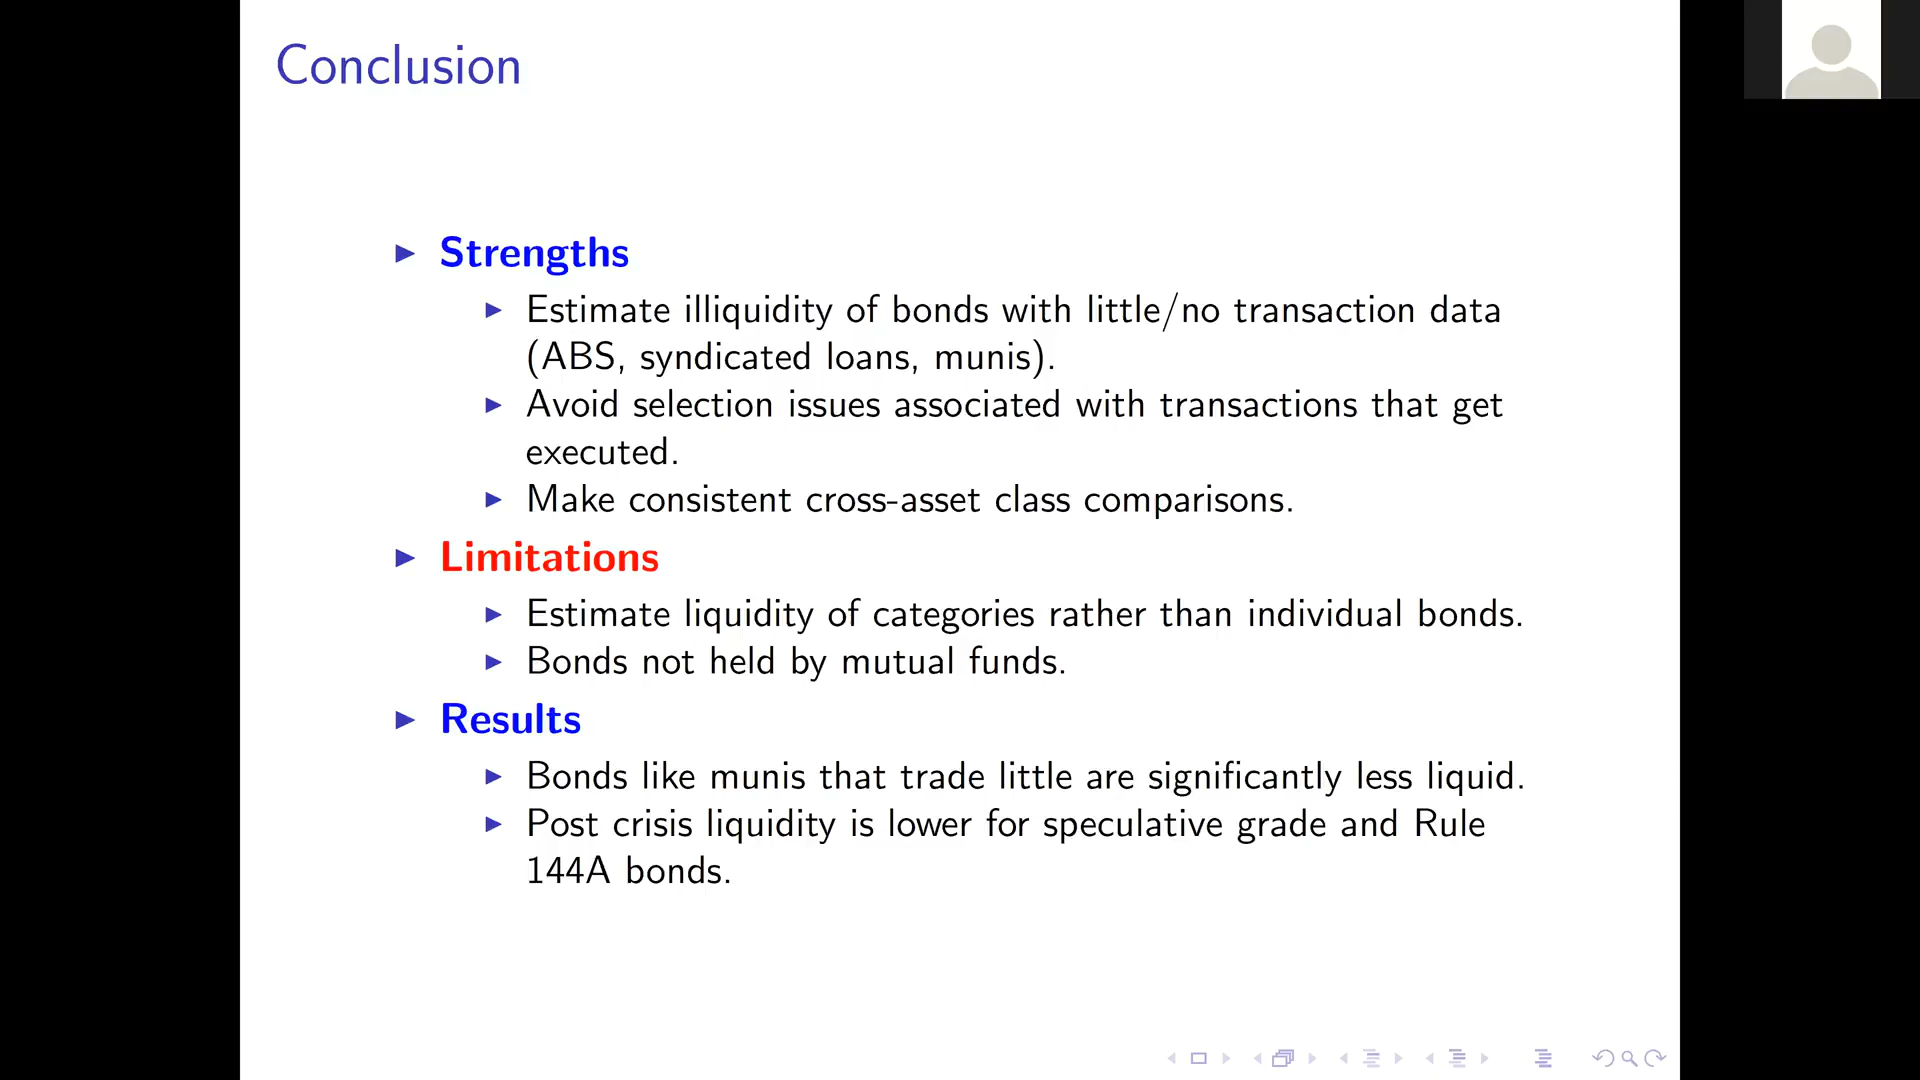 Conclusion
Strengths
Estimate illiquidity of bonds with little/no transaction data
(ABS, syndicated loans, munis).
Avoid selection issues associated with transactions that get
executed.
Make consistent cross-asset class comparisons.
Limitations
Estimate liquidity of categories rather than individual bonds.
Bonds not held by mutual funds.
Results
Bonds like munis that trade little are significantly less liquid.
Post crisis liquidity is lower for speculative grade and Rule
144A bonds.